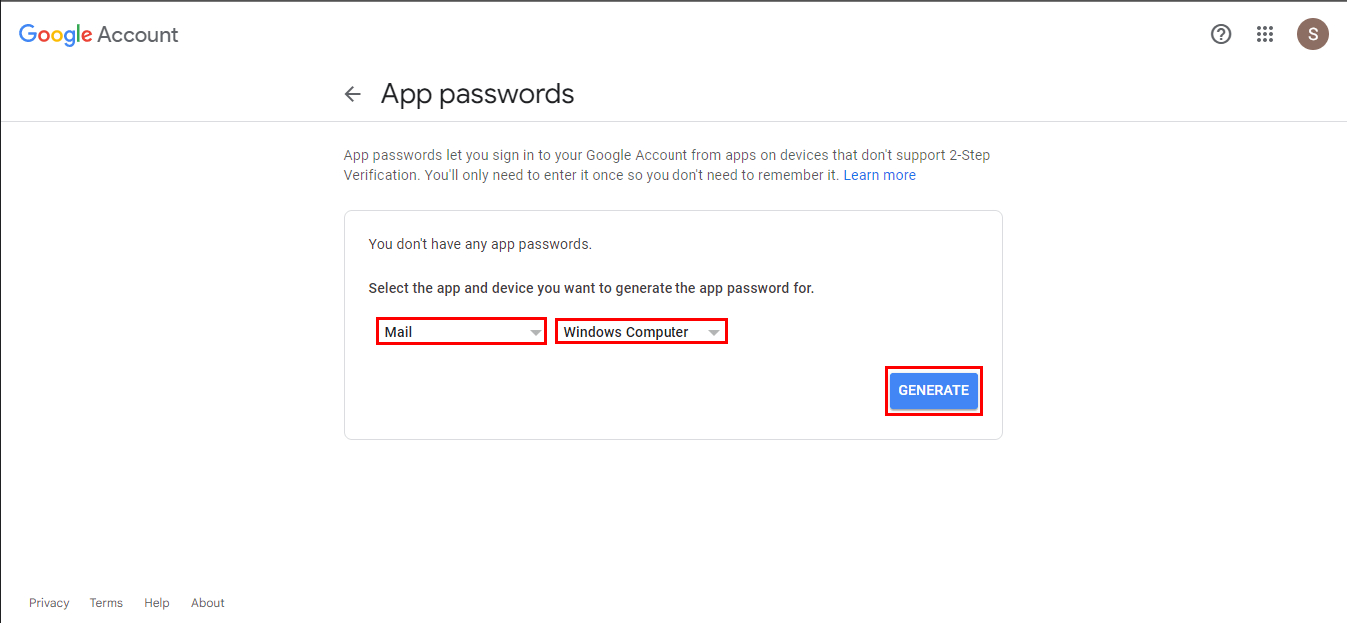 Google Account
S
App passwords
App passwords let you sign in to your Google Account from apps on devices that don't support 2-Step
Verification. You'll only need to enter it once so you don't need to remember it. Learn more
You don't have any app passwords.
Select the app and device you want to generate the app password for.
Mail
Windows Computer
GENERATE
Privacy Terms Help About